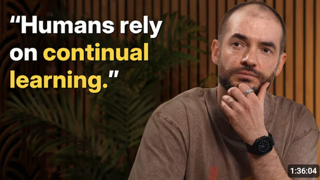 “Humans rely
on continual
learning.”
1:36:04